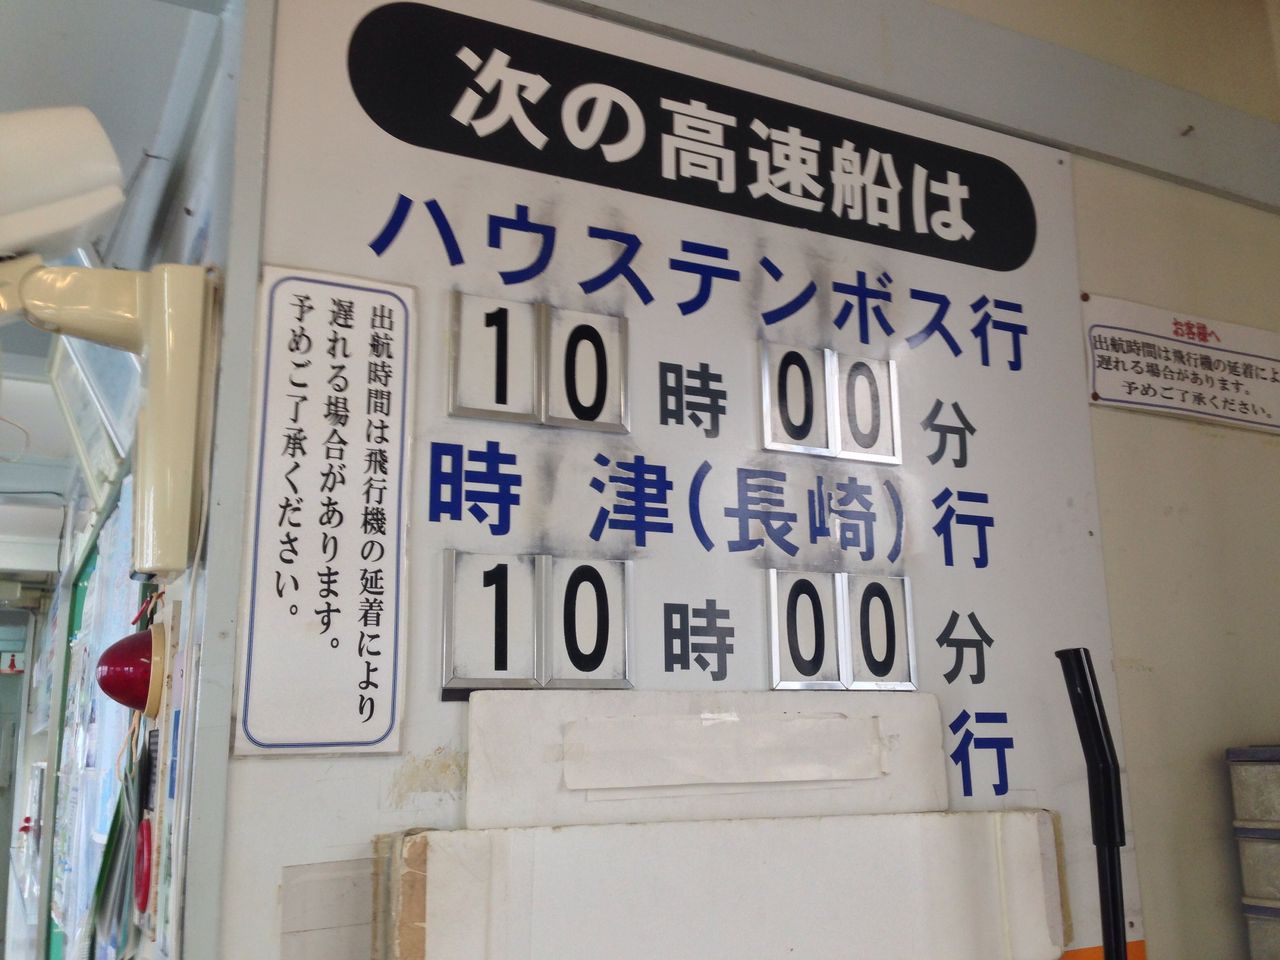 次の高速船は
ハウステンボス行
10時00分
時津(長崎)行
10時00分
行
出航時間は飛行機の延着により
遅れる場合があります。
予めご了承ください。
お客様へ
出航時間は飛行機の延着によ
遅れる場合があります。
予めご了承ください。